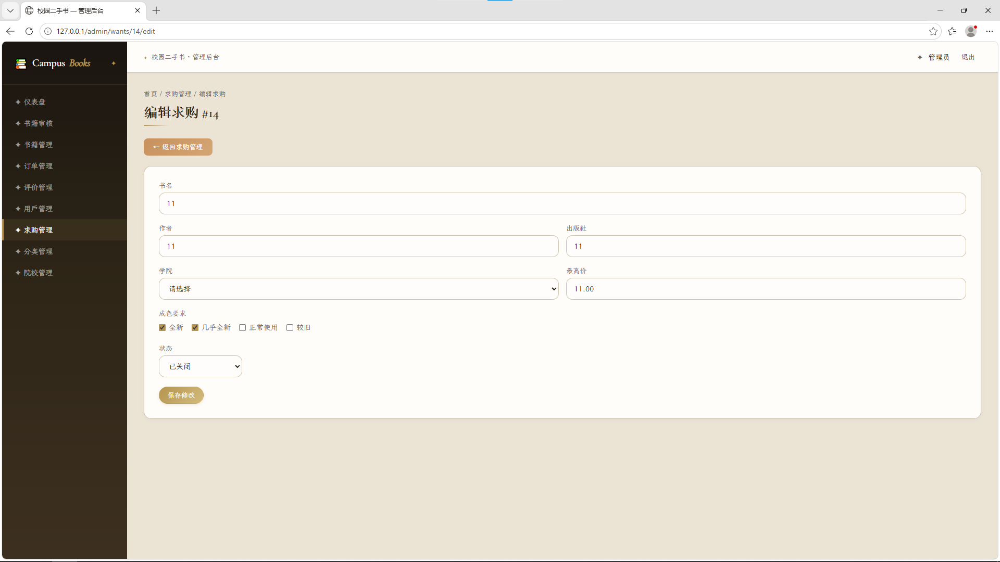 校园二手书 — 管理后台
127.0.0.1/admin/wants/14/edit
Campus Books
校园二手书・管理后台
管理员 退出
仪表盘
书籍审核
书籍管理
订单管理
评价管理
用户管理
求购管理
分类管理
院校管理
首页 / 求购管理 / 编辑求购
编辑求购 #14
← 返回求购管理
书名
11
作者 出版社
11 11
学院 最高价
请选择 11.00
成色要求
全新 几乎全新 正常使用 较旧
状态
已关闭
保存修改